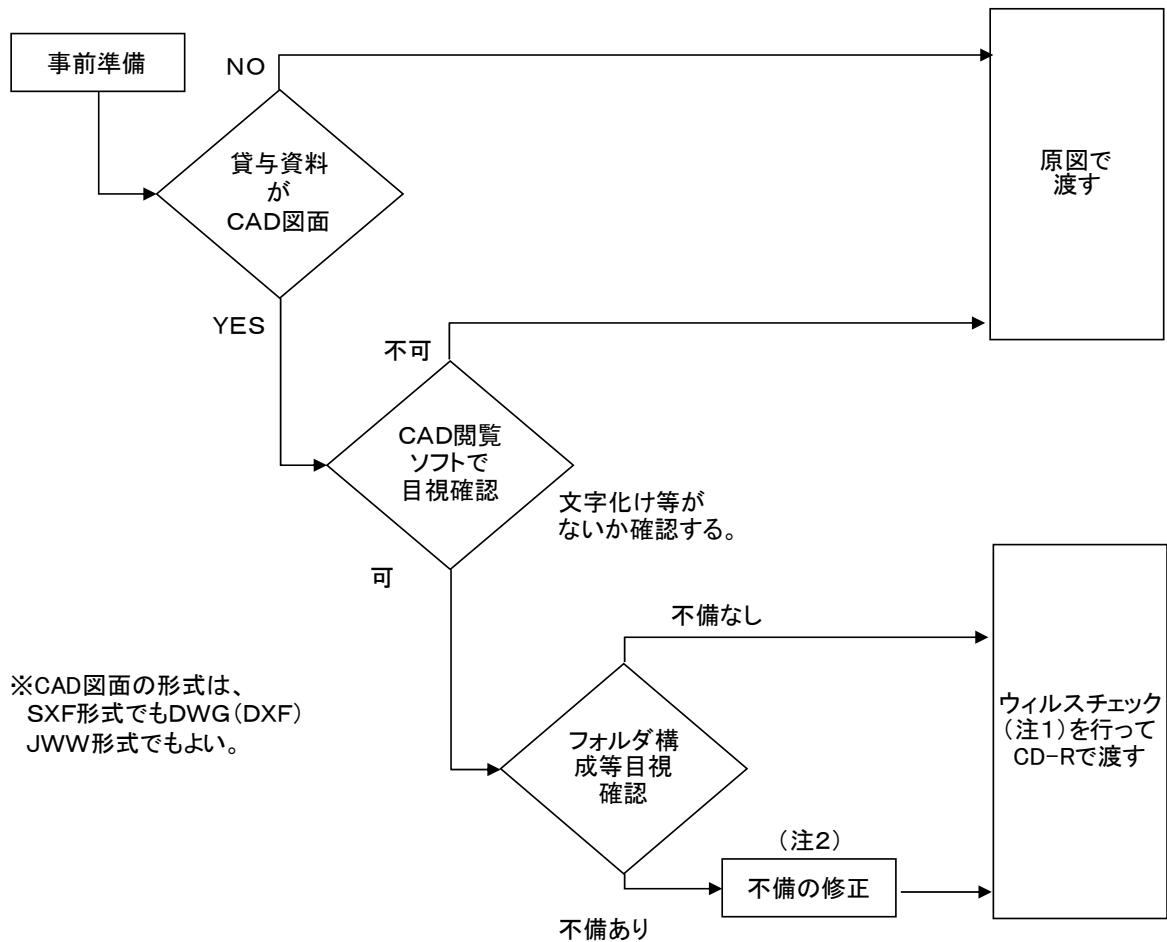 事前準備
NO
貸与資料
が
CAD図面
原図で
渡す
YES
不可
CAD閲覧
ソフトで
目視確認
文字化け等が
ないか確認する。
可
不備なし
※CAD図面の形式は、
SXF形式でもDWG(DXF)
JWW形式でもよい。
フォルダ構
成等目視
確認
ウィルスチェック
(注1)を行って
CD-Rで渡す
(注2)
不備の修正
不備あり